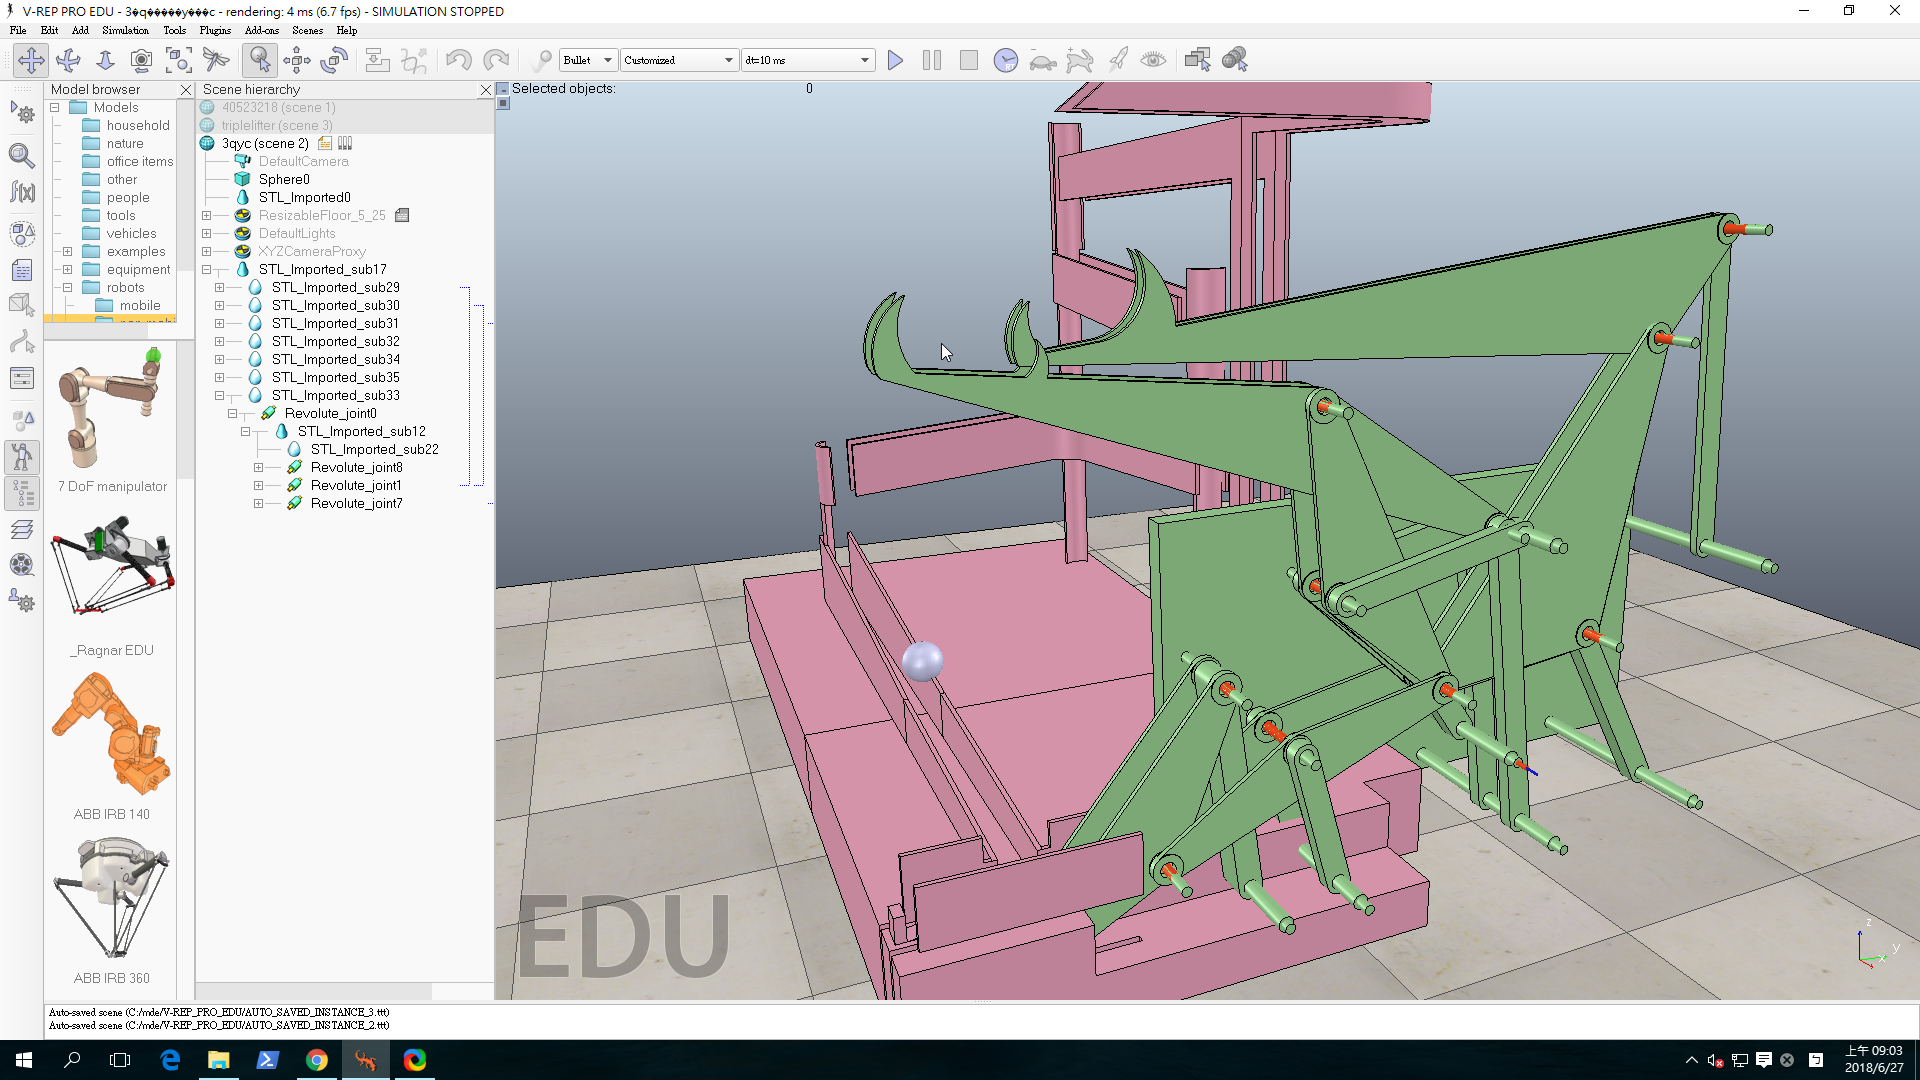 V-REP PRO EDU - 3�q�����y���c - rendering: 4 ms (6.7 fps) - SIMULATION STOPPED
File Edit Add Simulation Tools Plugins Add-ons Scenes Help
Bullet Customized dt=10 ms
Model browser
Models
household
nature
office items
other
people
tools
vehicles
examples
equipment
robots
mobile
7 DoF manipulator
_Ragnar EDU
ABB IRB 140
ABB IRB 360
Scene hierarchy
40523218 (scene 1)
triplelifter (scene 3)
3qyc (scene 2)
DefaultCamera
Sphere0
STL_Imported0
ResizableFloor_5_25
DefaultLights
XYZCameraProxy
STL_Imported_sub17
STL_Imported_sub29
STL_Imported_sub30
STL_Imported_sub31
STL_Imported_sub32
STL_Imported_sub34
STL_Imported_sub35
STL_Imported_sub33
Revolute_joint0
STL_Imported_sub12
STL_Imported_sub22
Revolute_joint8
Revolute_joint1
Revolute_joint7
Selected objects: 0
EDU
z
y
x
Auto-saved scene (C:/mde/V-REP_PRO_EDU/AUTO_SAVED_INSTANCE_3.ttt)
Auto-saved scene (C:/mde/V-REP_PRO_EDU/AUTO_SAVED_INSTANCE_2.ttt)
上午 09:03
2018/6/27